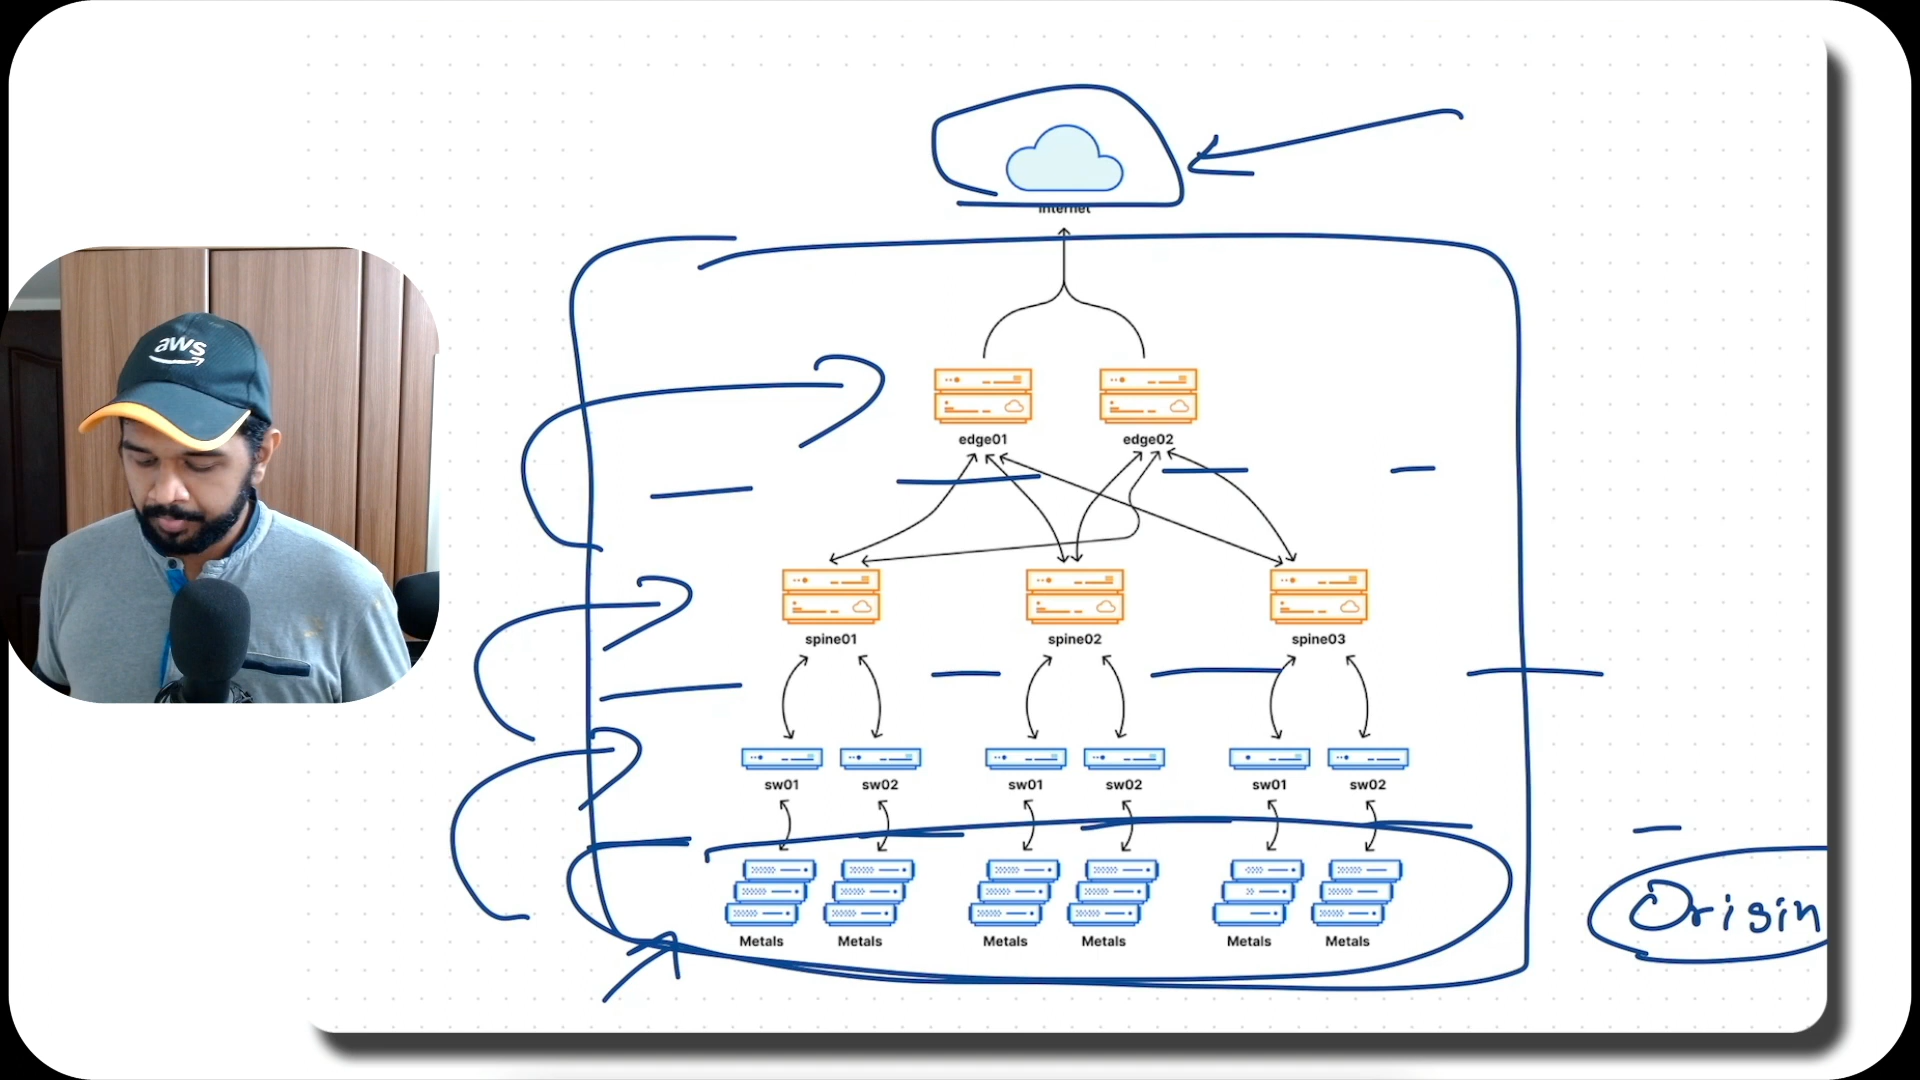 internet
aws
edge01 edge02
spine01 spine02 spine03
sw01 sw02 sw01 sw02 sw01 sw02
Origin
Metals Metals Metals Metals Metals Metals